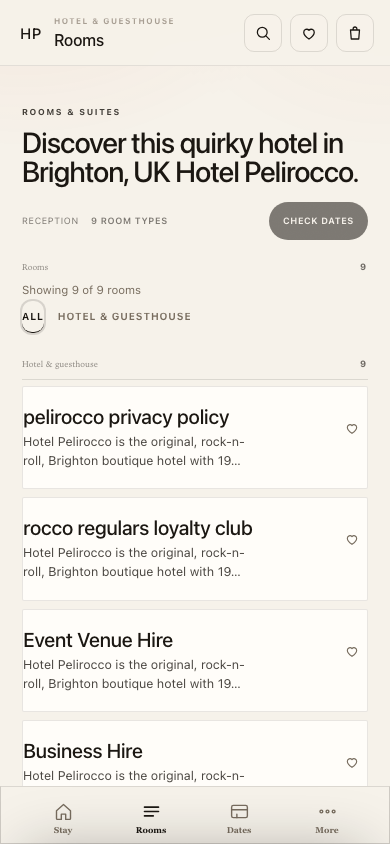 HP
HOTEL & GUESTHOUSE
Rooms
ROOMS & SUITES
Discover this quirky hotel in
Brighton, UK Hotel Pelirocco.
RECEPTION 9 ROOM TYPES
CHECK DATES
Rooms 9
Showing 9 of 9 rooms
ALL HOTEL & GUESTHOUSE
Hotel & guesthouse 9
pelirocco privacy policy
Hotel Pelirocco is the original, rock-n-
roll, Brighton boutique hotel with 19...
rocco regulars loyalty club
Hotel Pelirocco is the original, rock-n-
roll, Brighton boutique hotel with 19...
Event Venue Hire
Hotel Pelirocco is the original, rock-n-
roll, Brighton boutique hotel with 19...
Business Hire
Hotel Pelirocco is the original, rock-n-
Stay Rooms Dates More